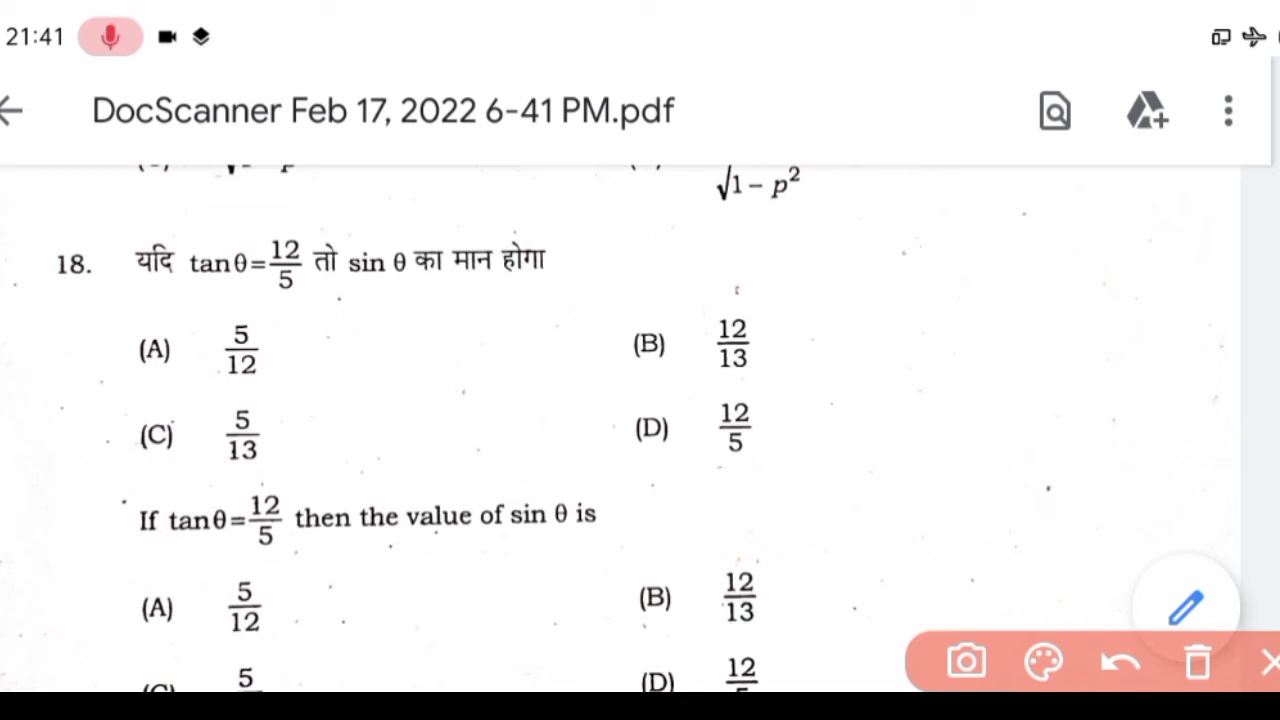 21:41
DocScanner Feb 17, 2022 6-41 PM.pdf
√1 – p²
18. यदि tanθ=12/5 तो sin θ का मान होगा
(A) 5/12 (B) 12/13
(C) 5/13 (D) 12/5
If tanθ=12/5 then the value of sin θ is
(A) 5/12 (B) 12/13
5 (D) 12